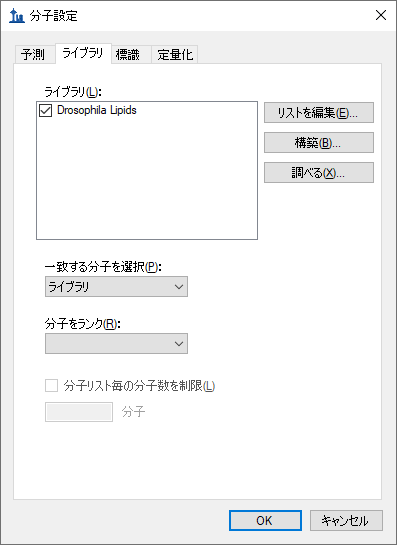 分子設定
予測 ライブラリ 標識 定量化
ライブラリ(L):
Drosophila Lipids
リストを編集(E)...
構築(B)...
調べる(X)...
一致する分子を選択(P):
ライブラリ
分子をランク(R):
分子リスト毎の分子数を制限(L)
分子
OK キャンセル